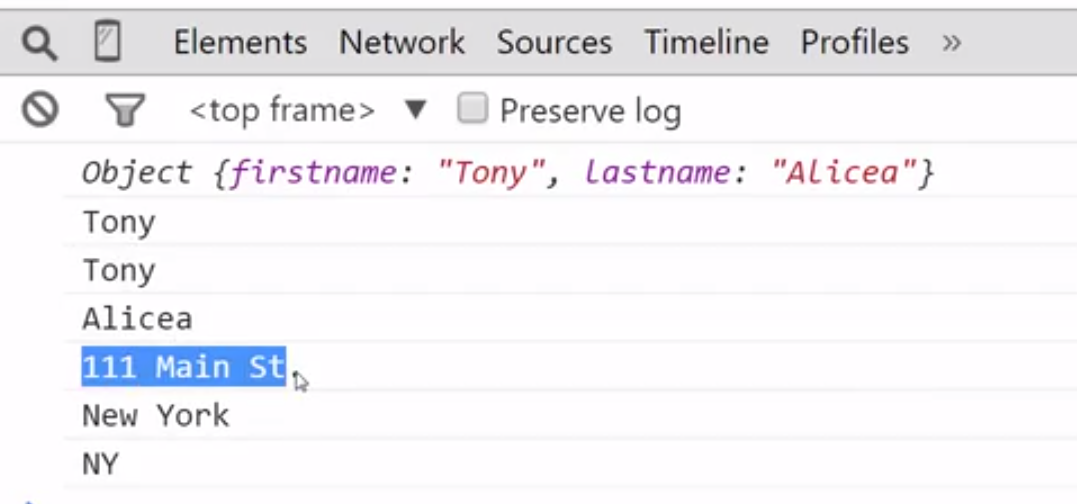 Elements Network Sources Timeline Profiles »
<top frame> ▼ Preserve log
Object {firstname: "Tony", lastname: "Alicea"}
Tony
Tony
Alicea
111 Main St.
New York
NY